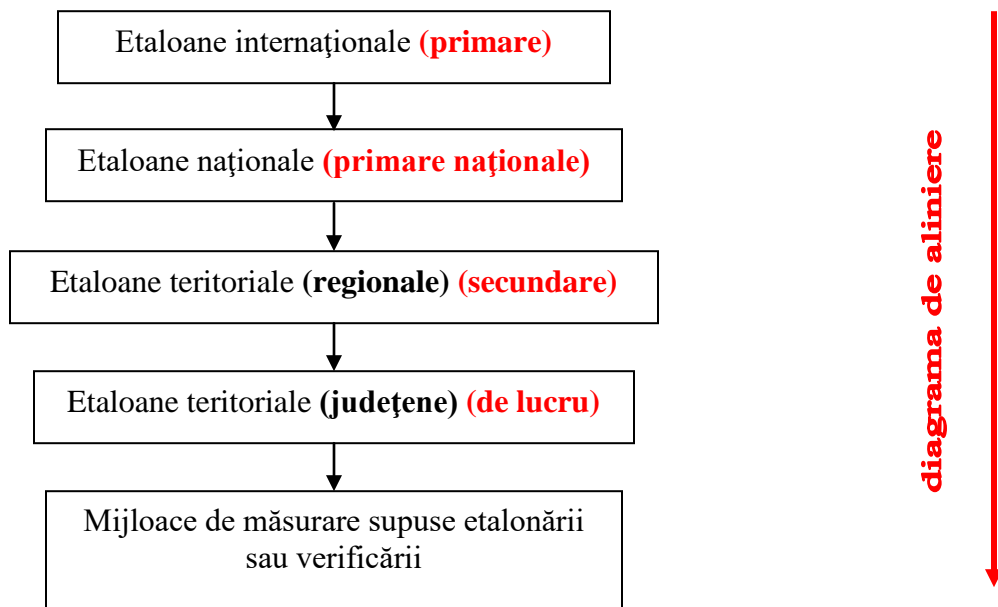 Etaloane internaţionale (primare)
Etaloane naţionale (primare naţionale)
Etaloane teritoriale (regionale) (secundare)
Etaloane teritoriale (judeţene) (de lucru)
Mijloace de măsurare supuse etalonării
sau verificării
diagrama de aliniere